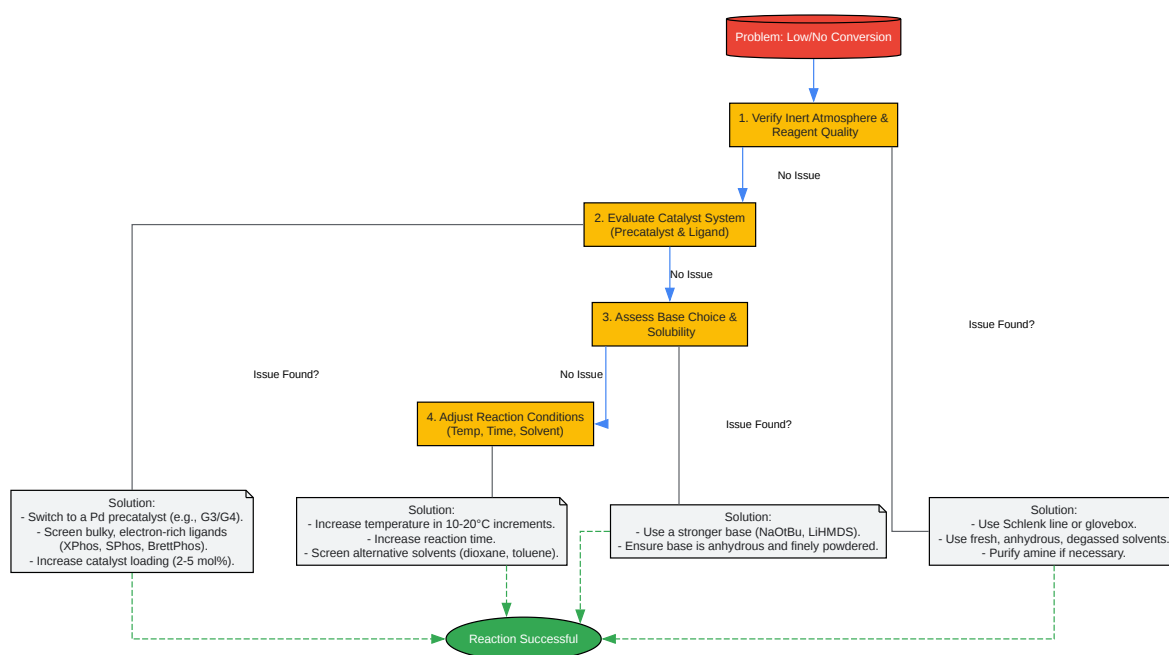 Problem: Low/No Conversion
1. Verify Inert Atmosphere &
Reagent Quality
No Issue
2. Evaluate Catalyst System
(Precatalyst & Ligand)
No Issue
3. Assess Base Choice &
Solubility
Issue Found?
Issue Found?
No Issue
4. Adjust Reaction Conditions
(Temp, Time, Solvent)
Issue Found?
Solution:
- Switch to a Pd precatalyst (e.g., G3/G4).
- Screen bulky, electron-rich ligands
(XPhos, SPhos, BrettPhos).
- Increase catalyst loading (2-5 mol%).
Solution:
- Increase temperature in 10-20°C increments.
- Increase reaction time.
- Screen alternative solvents (dioxane, toluene).
Solution:
- Use a stronger base (NaOtBu, LiHMDS).
- Ensure base is anhydrous and finely powdered.
Solution:
- Use Schlenk line or glovebox.
- Use fresh, anhydrous, degassed solvents.
- Purify amine if necessary.
Reaction Successful